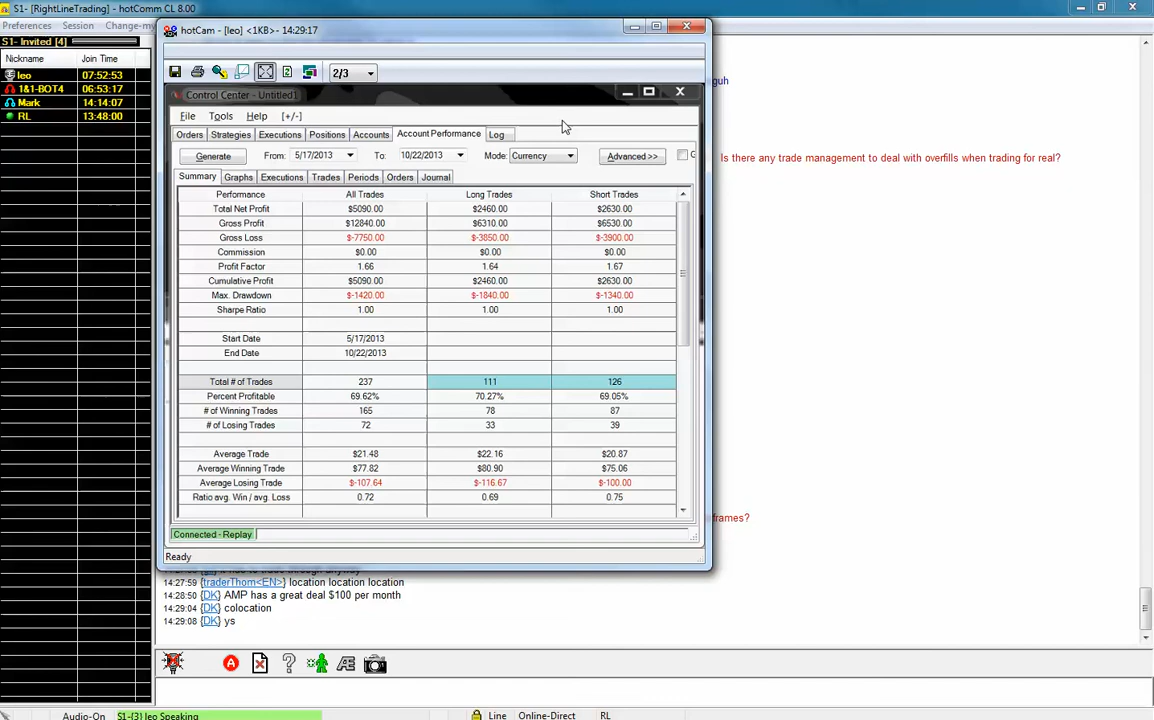 S1- [RightLineTrading] - hotComm CL 8.00
Preferences Session Change-my
S1- Invited [4]
Nickname Join Time
leo 07:52:53
1&1-BOT4 06:53:17
Mark 14:14:07
RL 13:48:00
hotCam - [leo] <1KB>- 14:29:17
2/3
Control Center - Untitled1
File Tools Help [+/-]
Orders Strategies Executions Positions Accounts Account Performance Log
Generate From: 5/17/2013 To: 10/22/2013 Mode: Currency Advanced >> G
Summary Graphs Executions Trades Periods Orders Journal
Performance All Trades Long Trades Short Trades
Total Net Profit $5090.00 $2460.00 $2630.00
Gross Profit $12840.00 $6310.00 $6530.00
Gross Loss $-7750.00 $-3850.00 $-3900.00
Commission $0.00 $0.00 $0.00
Profit Factor 1.66 1.64 1.67
Cumulative Profit $5090.00 $2460.00 $2630.00
Max. Drawdown $-1420.00 $-1840.00 $-1340.00
Sharpe Ratio 1.00 1.00 1.00
Start Date 5/17/2013
End Date 10/22/2013
Total # of Trades 237 111 126
Percent Profitable 69.62% 70.27% 69.05%
# of Winning Trades 165 78 87
# of Losing Trades 72 33 39
Average Trade $21.48 $22.16 $20.87
Average Winning Trade $77.82 $80.90 $75.06
Average Losing Trade $-107.64 $-116.67 $-100.00
Ratio avg. Win / avg. Loss 0.72 0.69 0.75
Connected - Replay
Ready
guh
Is there any trade management to deal with overfills when trading for real?
frames?
14:27:59 {traderThom<EN>} location location location
14:28:50 {DK} AMP has a great deal $100 per month
14:29:04 {DK} colocation
14:29:08 {DK} ys
A
?
Æ
Audio-On S1-{3} leo Speaking Line Online-Direct RL